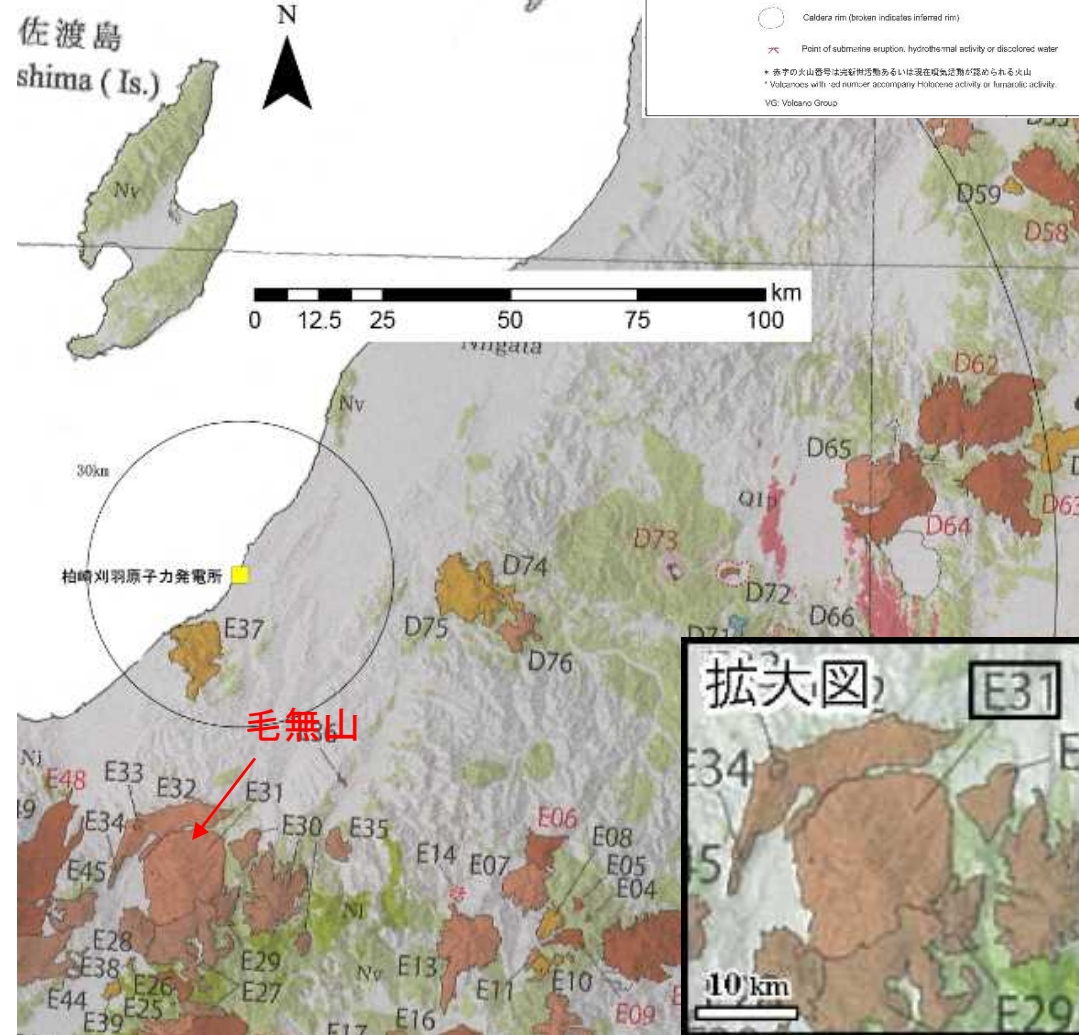 佐渡島
shima ( Is.)
N
Caldera rim (broken indicates inferred rim)
Point of submarine eruption, hydrothermal activity or discolored water
* 赤字の火山番号は完新世活動あるいは現在噴気活動が認められる火山
* Volcanoes with red number accompany Holocene activity or fumarolic activity.
VG: Volcano Group
Nv
D59
D58
km
0 12.5 25 50 75 100
Niigata
Nv
D62
30km
D65
Q1p
D63
D64
D73
柏崎刈羽原子力発電所
D74
D72
D66
E37
D75
D71
D76
毛無山
Ni
E48
E33
E32
E31
E34
E30
E35
E06
E08
E14
E07
E05
E45
E04
Ni
E28
E38
E29
Nv
E13
E10
E44
E26
E27
E11
E25
E39
E17
E16
E09
拡大図
E31
E34
45
10 km
E29